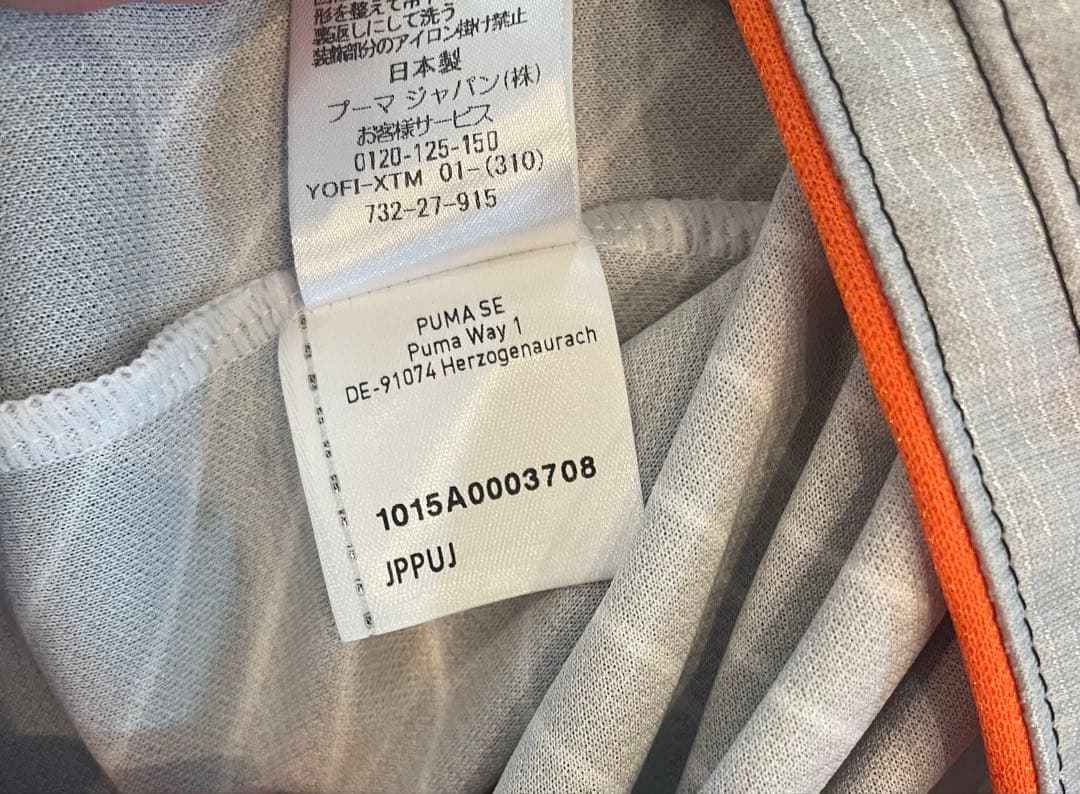 形を整えて吊
裏返しにして洗う
装飾部分のアイロン掛け禁止
日本製
プーマ ジャパン(株)
お客様サービス
0120-125-150
YOFI-XTM 01-(310)
732-27-915
PUMA SE
Puma Way 1
DE-91074 Herzogenaurach
1015A0003708
JPPUJ